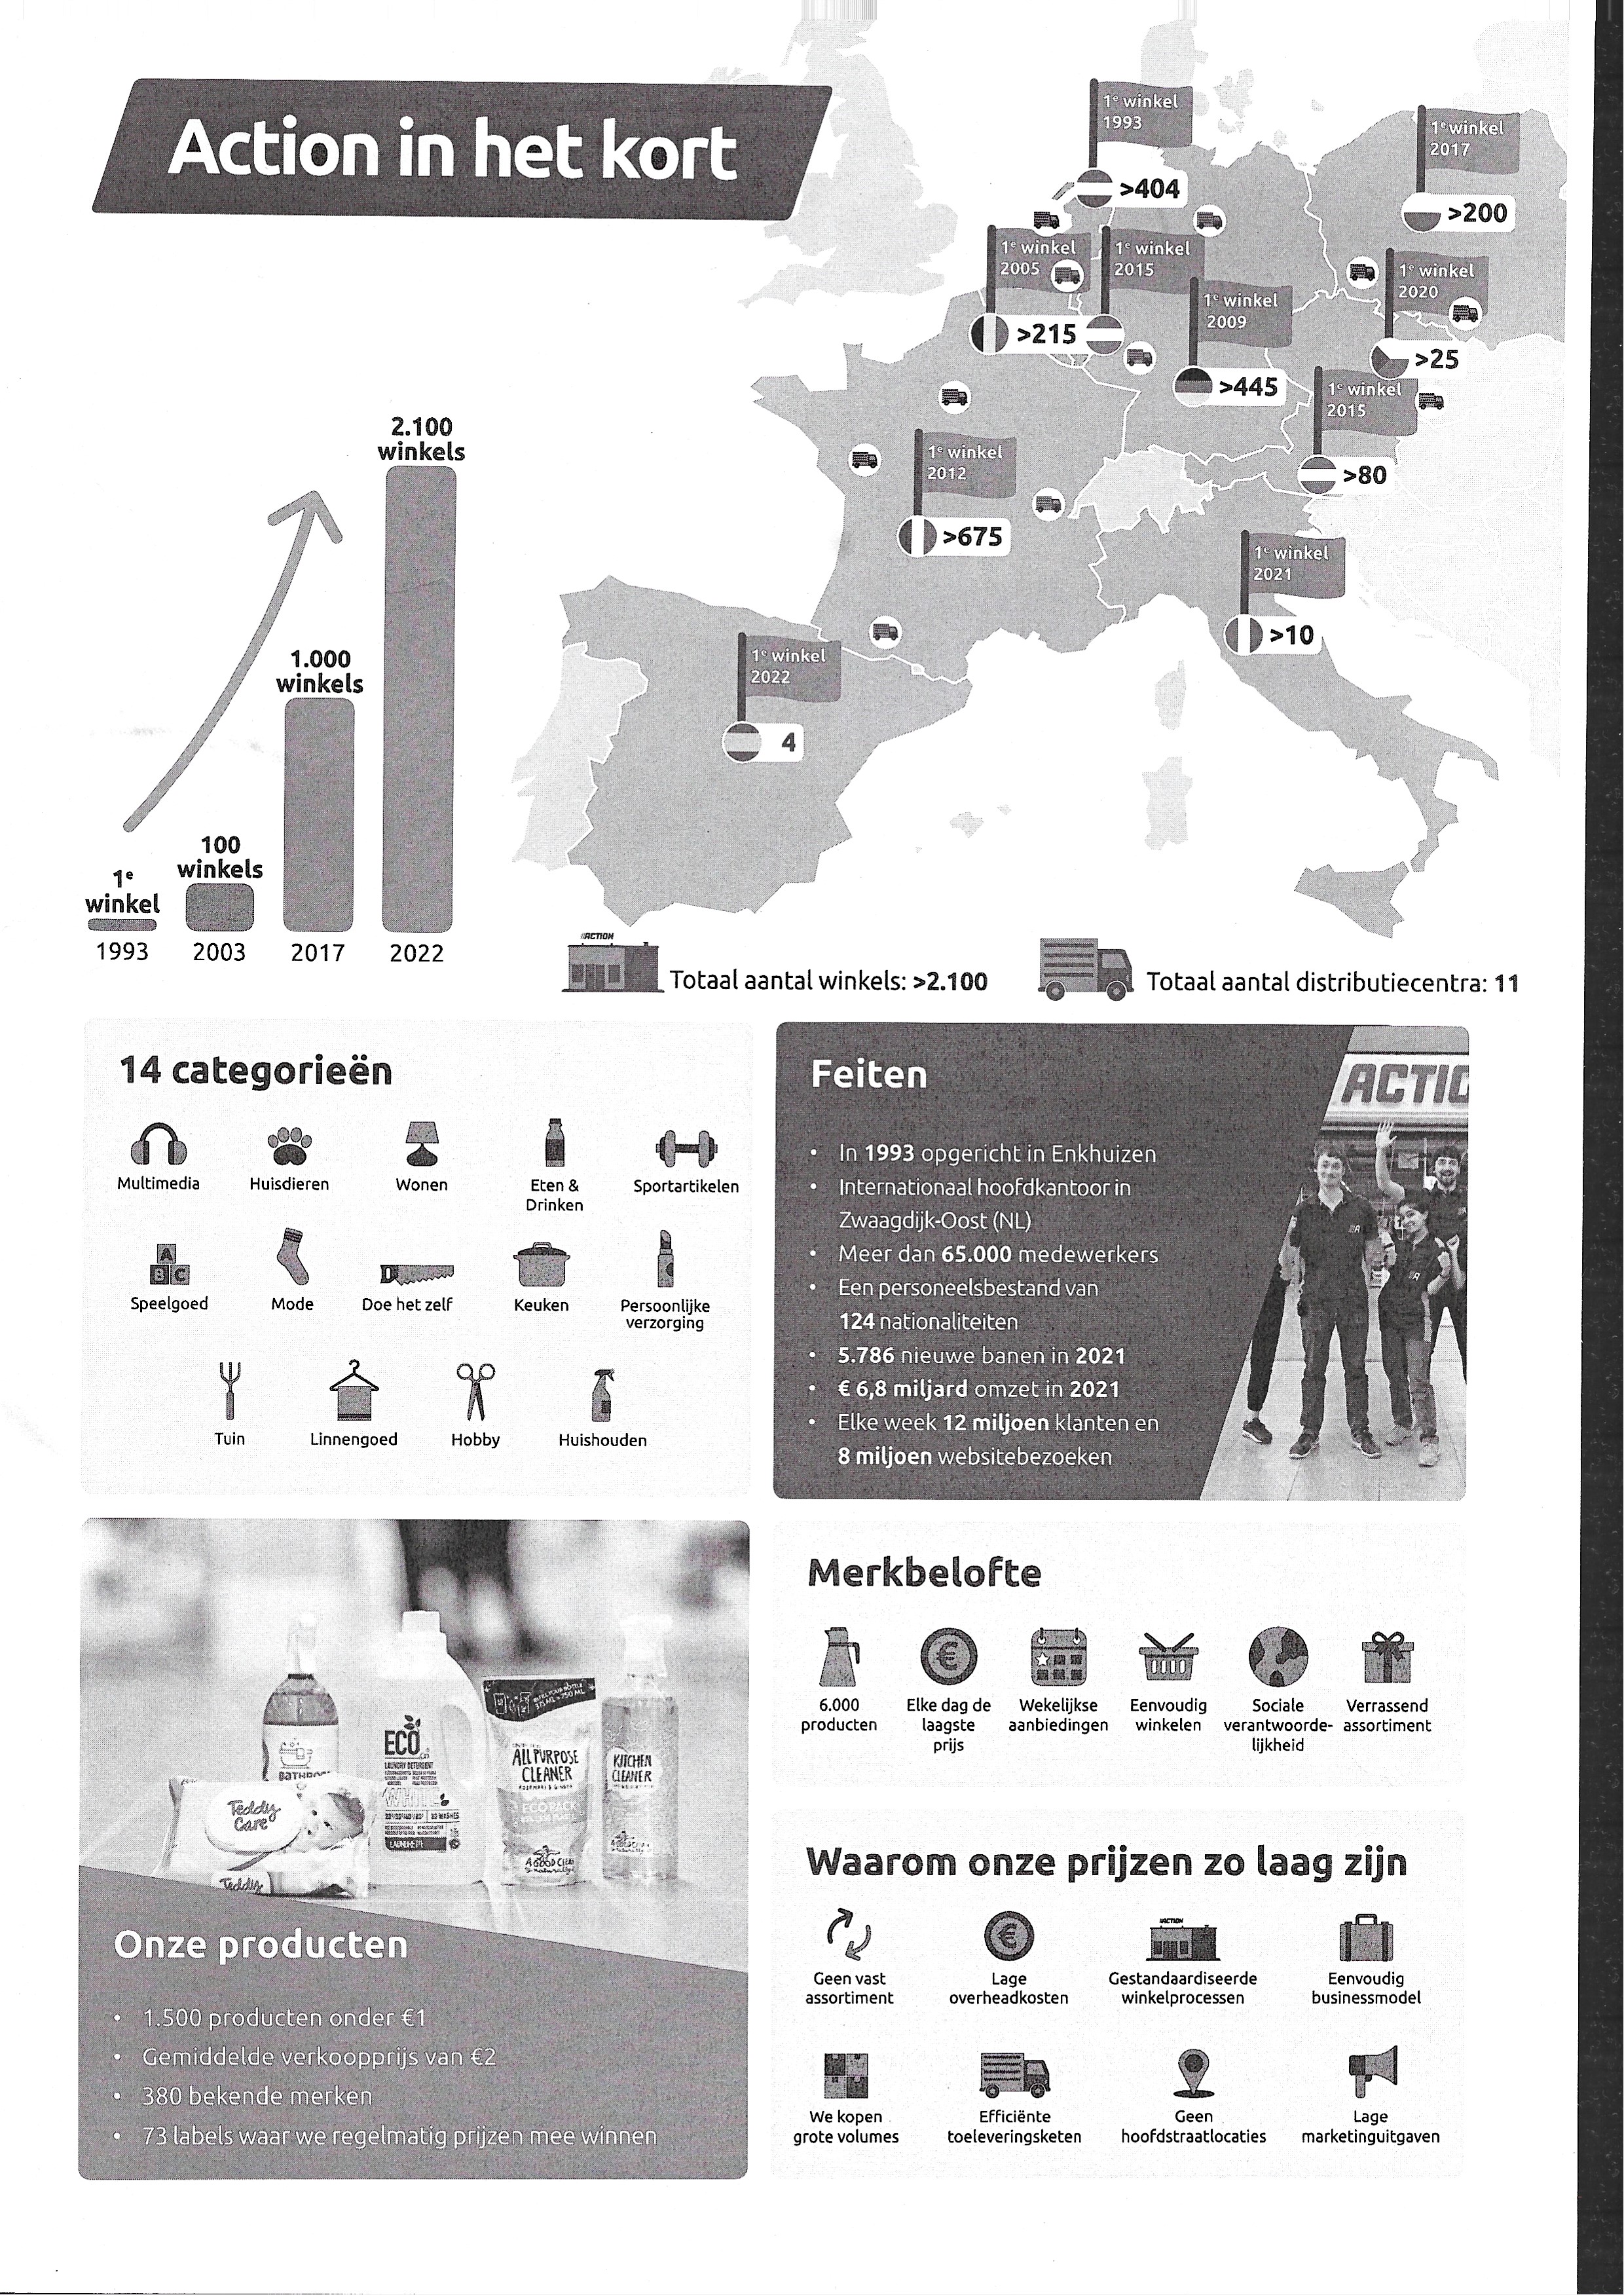 Action in het kort
1e winkel
1993
>404
1e winkel
2017
>200
1e winkel
2005
>215
1e winkel
2015
1e winkel
2009
>445
1e winkel
2020
>25
1e winkel
2015
>80
1e winkel
2012
>675
1e winkel
2021
>10
1e winkel
2022
4
2.100
winkels
1.000
winkels
100
winkels
1e
winkel
1993
2003
2017
2022
ACTION
Totaal aantal winkels: >2.100
Totaal aantal distributiecentra: 11
14 categorieën
Multimedia
Huisdieren
Wonen
Eten &
Drinken
Sportartikelen
A
B C
Speelgoed
Mode
Doe het zelf
Keuken
Persoonlijke
verzorging
Tuin
Linnengoed
Hobby
Huishouden
Feiten
• In 1993 opgericht in Enkhuizen
• Internationaal hoofdkantoor in
Zwaagdijk-Oost (NL)
• Meer dan 65.000 medewerkers
• Een personeelsbestand van
124 nationaliteiten
• 5.786 nieuwe banen in 2021
• € 6,8 miljard omzet in 2021
• Elke week 12 miljoen klanten en
8 miljoen websitebezoeken
ACTIO
Teddy
Care
Teddy
ECO
LAUNDRY DETERGENT
WHITE
ALL PURPOSE
CLEANER
ECO PACK
KITCHEN
CLEANER
Onze producten
• 1.500 producten onder €1
• Gemiddelde verkoopprijs van €2
• 380 bekende merken
• 73 labels waar we regelmatig prijzen mee winnen
Merkbelofte
6.000
producten
Elke dag de
laagste
prijs
Wekelijkse
aanbiedingen
Eenvoudig
winkelen
Sociale
verantwoorde-
lijkheid
Verrassend
assortiment
Waarom onze prijzen zo laag zijn
Geen vast
assortiment
Lage
overheadkosten
ACTION
Gestandaardiseerde
winkelprocessen
Eenvoudig
businessmodel
We kopen
grote volumes
Efficiënte
toeleveringsketen
Geen
hoofdstraatlocaties
Lage
marketinguitgaven